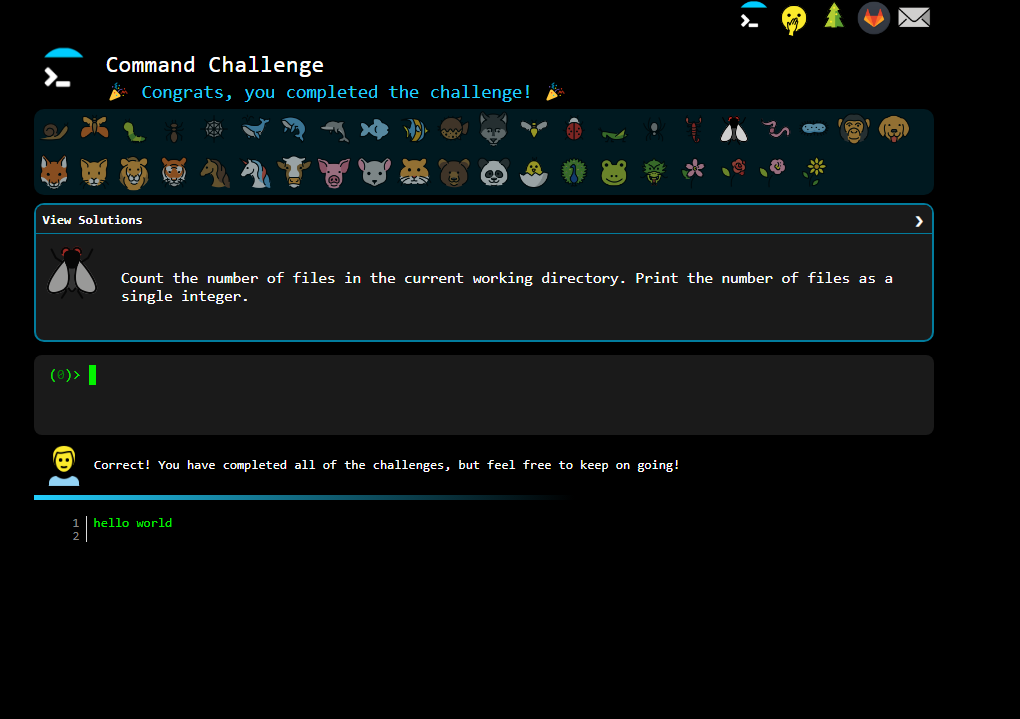 Command Challenge
🎉 Congrats, you completed the challenge! 🎉
View Solutions ❯
Count the number of files in the current working directory. Print the number of files as a
single integer.
(0)>
Correct! You have completed all of the challenges, but feel free to keep on going!
1 hello world
2